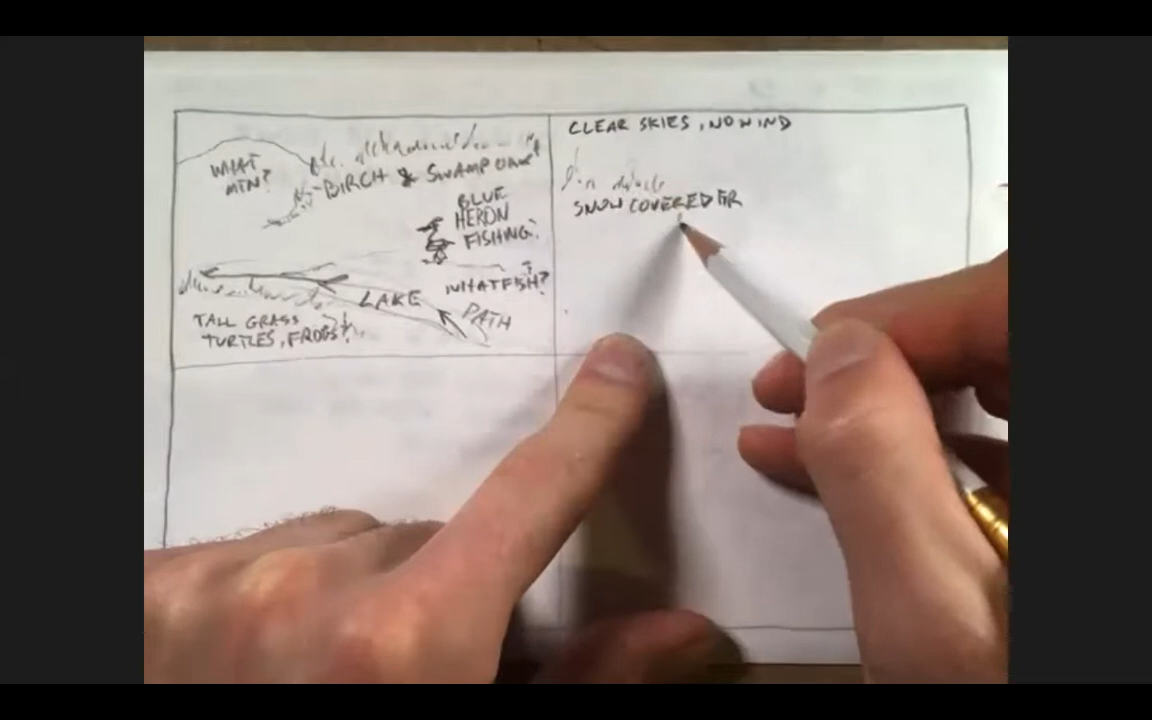 WHAT
MTN?
BIRCH & SWAMP OAK
BLUE
HERON
FISHING?
WHAT FISH?
LAKE
PATH
TALL GRASS
TURTLES, FROGS?
CLEAR SKIES, NO WIND
SNOW COVERED FIR